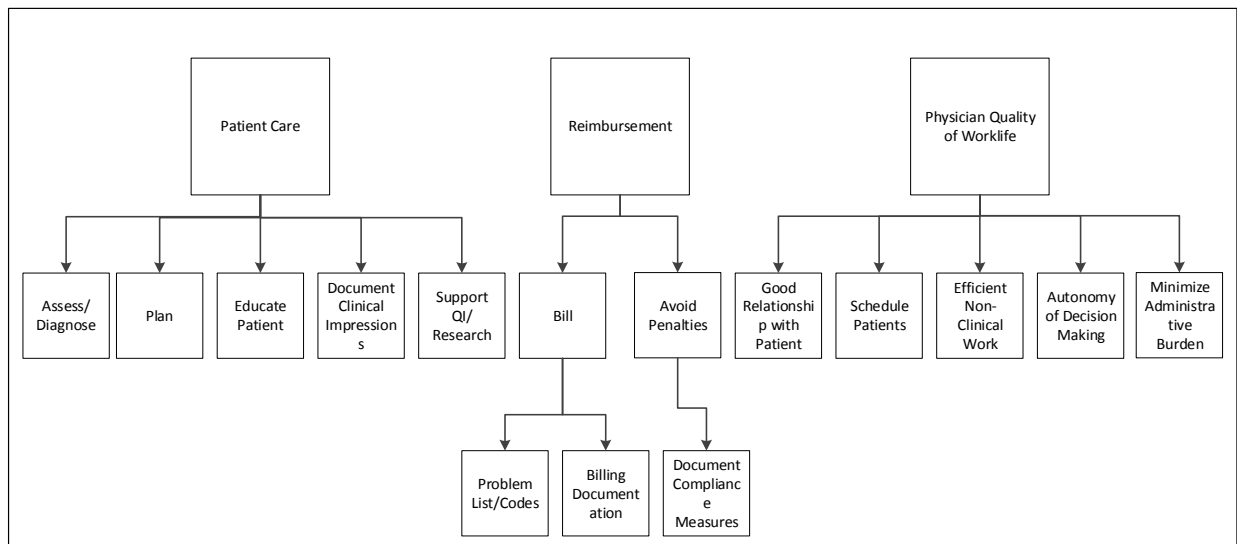 Patient Care
Reimbursement
Physician Quality
of Worklife
Assess/
Diagnose
Plan
Educate
Patient
Document
Clinical
Impression
s
Support
QI/
Research
Bill
Avoid
Penalties
Good
Relationshi
p with
Patient
Schedule
Patients
Efficient
Non-
Clinical
Work
Autonomy
of Decision
Making
Minimize
Administra
tive
Burden
Problem
List/Codes
Billing
Document
ation
Document
Complianc
e
Measures